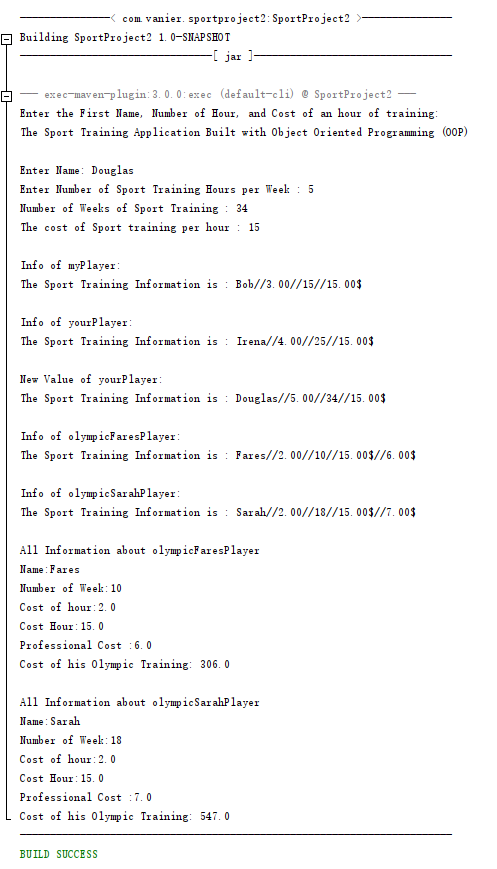 < com.vanier.sportproject2:SportProject2 >
Building SportProject2 1.0-SNAPSHOT
[ jar ]
--- exec-maven-plugin:3.0.0:exec (default-cli) @ SportProject2 ---
Enter the First Name, Number of Hour, and Cost of an hour of training:
The Sport Training Application Built with Object Oriented Programming (OOP)
Enter Name: Douglas
Enter Number of Sport Training Hours per Week : 5
Number of Weeks of Sport Training : 34
The cost of Sport training per hour : 15
Info of myPlayer:
The Sport Training Information is : Bob//3.00//15//15.00$
Info of yourPlayer:
The Sport Training Information is : Irena//4.00//25//15.00$
New Value of yourPlayer:
The Sport Training Information is : Douglas//5.00//34//15.00$
Info of olympicFaresPlayer:
The Sport Training Information is : Fares//2.00//10//15.00$//6.00$
Info of olympicSarahPlayer:
The Sport Training Information is : Sarah//2.00//18//15.00$//7.00$
All Information about olympicFaresPlayer
Name:Fares
Number of Week:10
Cost of hour:2.0
Cost Hour:15.0
Professional Cost :6.0
Cost of his Olympic Training: 306.0
All Information about olympicSarahPlayer
Name:Sarah
Number of Week:18
Cost of hour:2.0
Cost Hour:15.0
Professional Cost :7.0
Cost of his Olympic Training: 547.0
BUILD SUCCESS